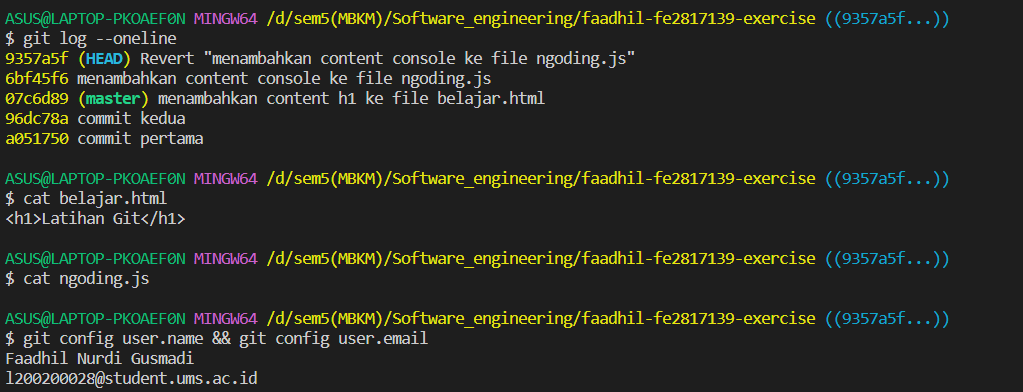 ASUS@LAPTOP-PKOAEF0N MINGW64 /d/sem5(MBKM)/Software_engineering/faadhil-fe2817139-exercise ((9357a5f...))
$ git log --oneline
9357a5f (HEAD) Revert "menambahkan content console ke file ngoding.js"
6bf45f6 menambahkan content console ke file ngoding.js
07c6d89 (master) menambahkan content h1 ke file belajar.html
96dc78a commit kedua
a051750 commit pertama
ASUS@LAPTOP-PKOAEF0N MINGW64 /d/sem5(MBKM)/Software_engineering/faadhil-fe2817139-exercise ((9357a5f...))
$ cat belajar.html
<h1>Latihan Git</h1>
ASUS@LAPTOP-PKOAEF0N MINGW64 /d/sem5(MBKM)/Software_engineering/faadhil-fe2817139-exercise ((9357a5f...))
$ cat ngoding.js
ASUS@LAPTOP-PKOAEF0N MINGW64 /d/sem5(MBKM)/Software_engineering/faadhil-fe2817139-exercise ((9357a5f...))
$ git config user.name && git config user.email
Faadhil Nurdi Gusmadi
l200200028@student.ums.ac.id